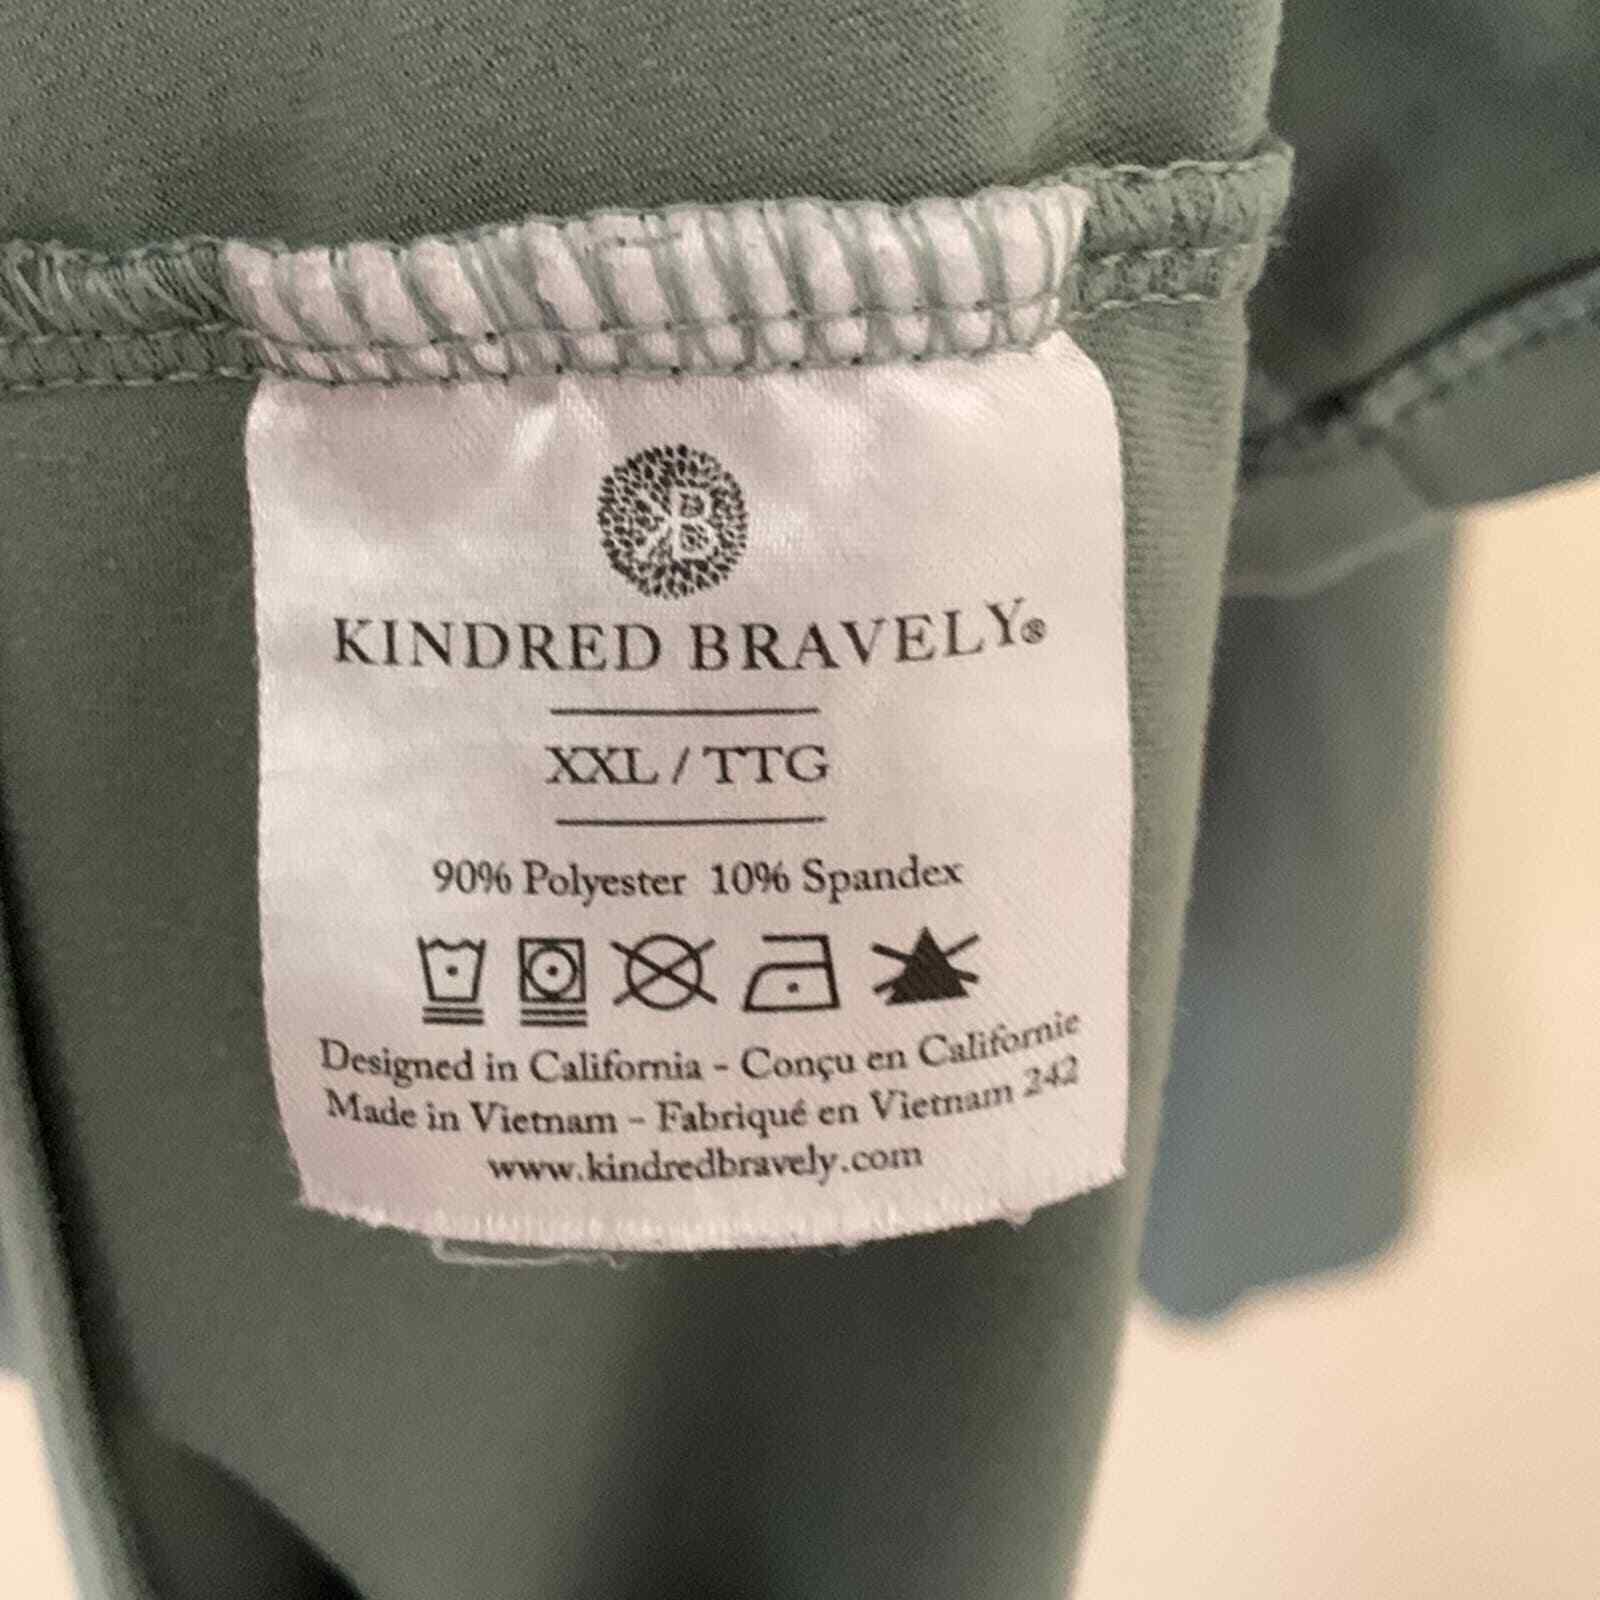 KB
KINDRED BRAVELY®
XXL / TTG
90% Polyester 10% Spandex
Designed in California - Conçu en Californie
Made in Vietnam - Fabriqué en Vietnam 242
www.kindredbravely.com